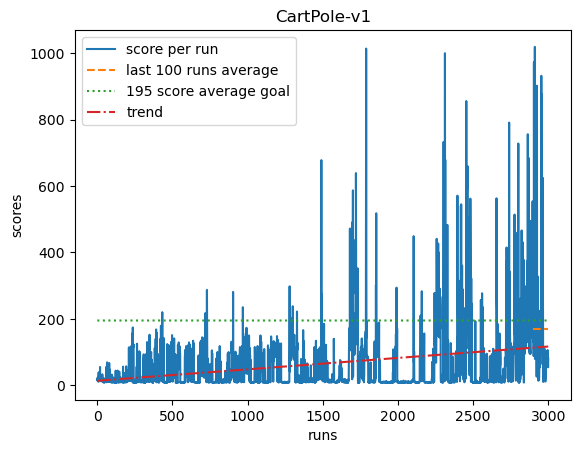 CartPole-v1
score per run
last 100 runs average
195 score average goal
trend
1000
800
600
400
200
0
scores
0 500 1000 1500 2000 2500 3000
runs